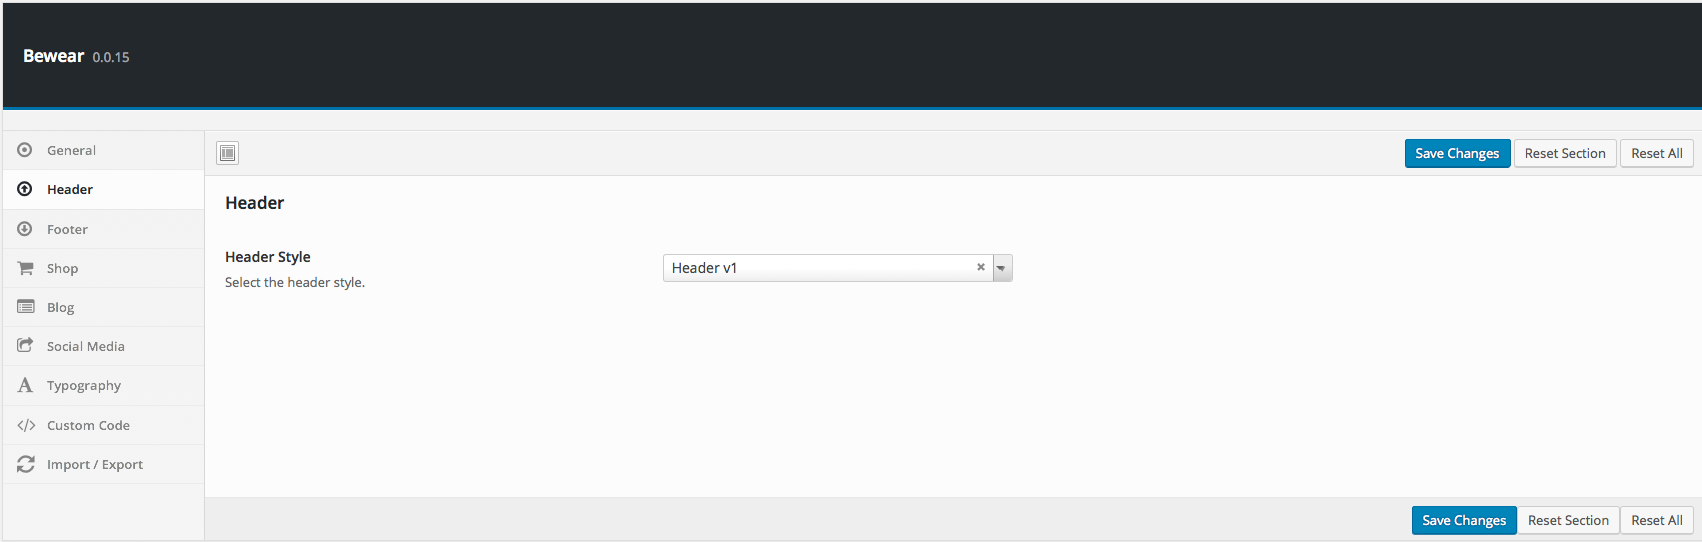 Bewear 0.0.15
General
Header
Footer
Shop
Blog
Social Media
Typography
Custom Code
Import / Export
Save Changes Reset Section Reset All
Header
Header Style
Select the header style.
Header v1
Save Changes Reset Section Reset All